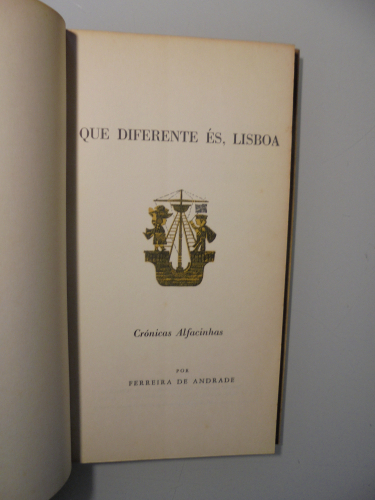 QUE DIFERENTE ÉS, LISBOA
Crónicas Alfacinhas
POR
FERREIRA DE ANDRADE